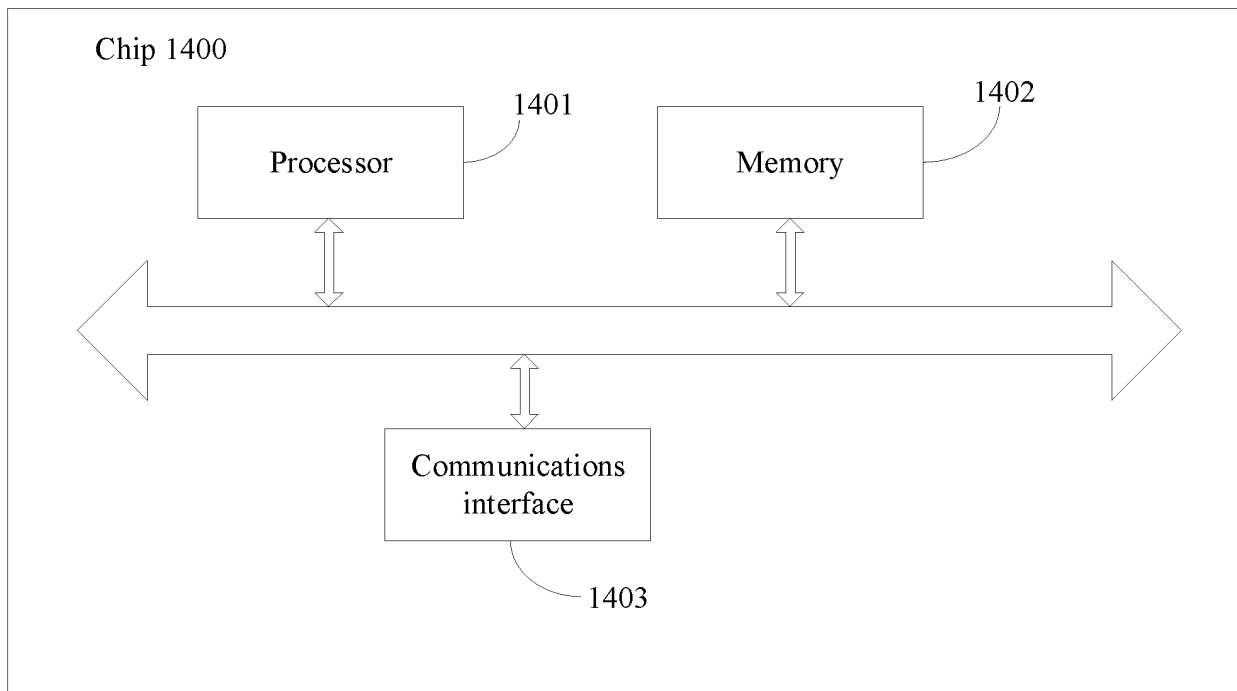 Chip 1400
1401
1402
Processor
Memory
Communications
interface
1403